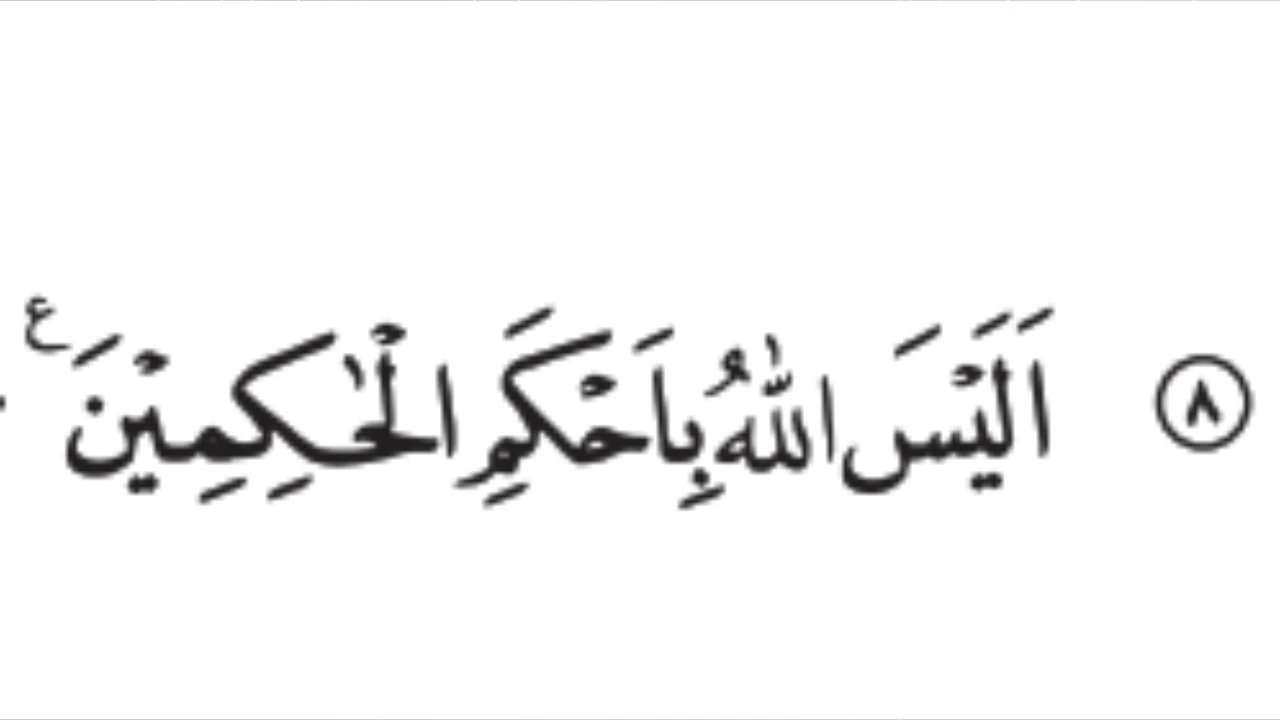 ٨ اَلَيْسَ اللّٰهُ بِاَحْكَمِ الْحٰكِمِيْنَ ࣖ